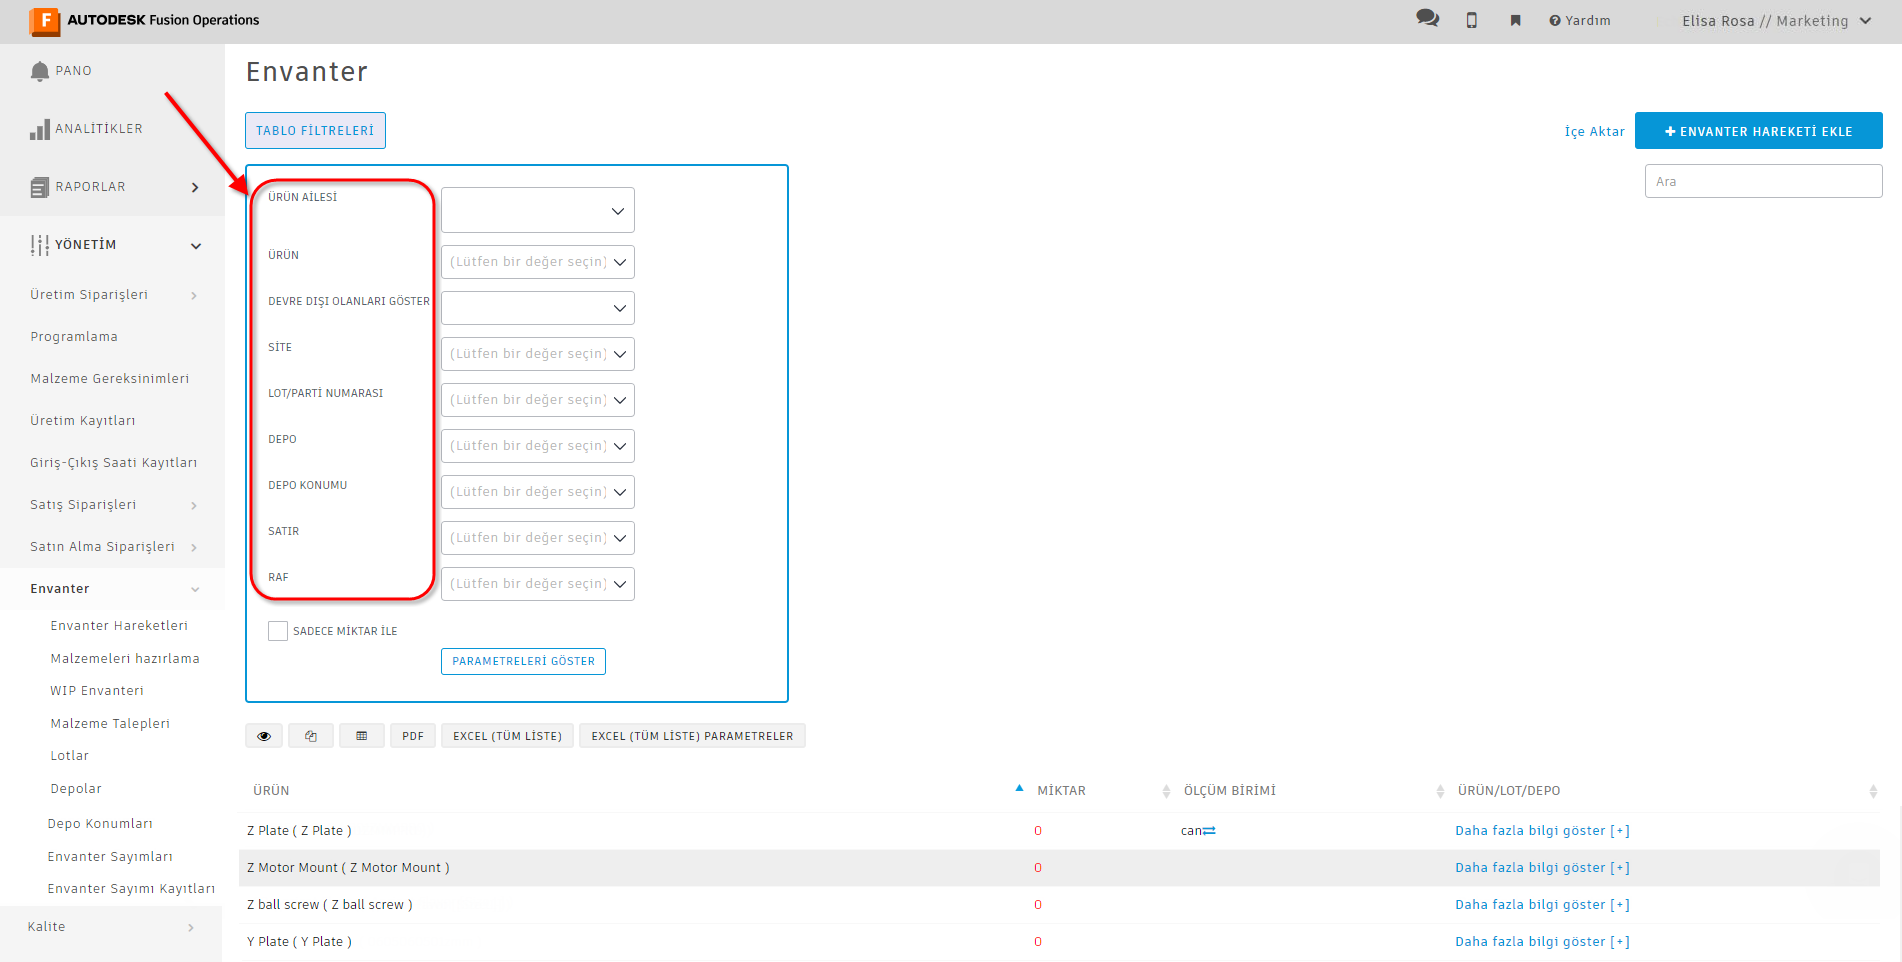 F AUTODESK Fusion Operations
Yardım
Elisa Rosa // Marketing
PANO
ANALİTİKLER
RAPORLAR
YÖNETİM
Üretim Siparişleri
Programlama
Malzeme Gereksinimleri
Üretim Kayıtları
Giriş-Çıkış Saati Kayıtları
Satış Siparişleri
Satın Alma Siparişleri
Envanter
Envanter Hareketleri
Malzemeleri hazırlama
WIP Envanteri
Malzeme Talepleri
Lotlar
Depolar
Depo Konumları
Envanter Sayımları
Envanter Sayımı Kayıtları
Kalite
Envanter
TABLO FİLTRELERİ
İçe Aktar
+ ENVANTER HAREKETİ EKLE
Ara
ÜRÜN AİLESİ
ÜRÜN (Lütfen bir değer seçin)
DEVRE DIŞI OLANLARI GÖSTER
SİTE (Lütfen bir değer seçin)
LOT/PARTİ NUMARASI (Lütfen bir değer seçin)
DEPO (Lütfen bir değer seçin)
DEPO KONUMU (Lütfen bir değer seçin)
SATIR (Lütfen bir değer seçin)
RAF (Lütfen bir değer seçin)
SADECE MİKTAR İLE
PARAMETRELERİ GÖSTER
PDF EXCEL (TÜM LİSTE) EXCEL (TÜM LİSTE) PARAMETRELER
ÜRÜN MİKTAR ÖLÇÜM BİRİMİ ÜRÜN/LOT/DEPO
Z Plate ( Z Plate ) 0 can Daha fazla bilgi göster [+]
Z Motor Mount ( Z Motor Mount ) 0 Daha fazla bilgi göster [+]
Z ball screw ( Z ball screw ) 0 Daha fazla bilgi göster [+]
Y Plate ( Y Plate ) 0 Daha fazla bilgi göster [+]